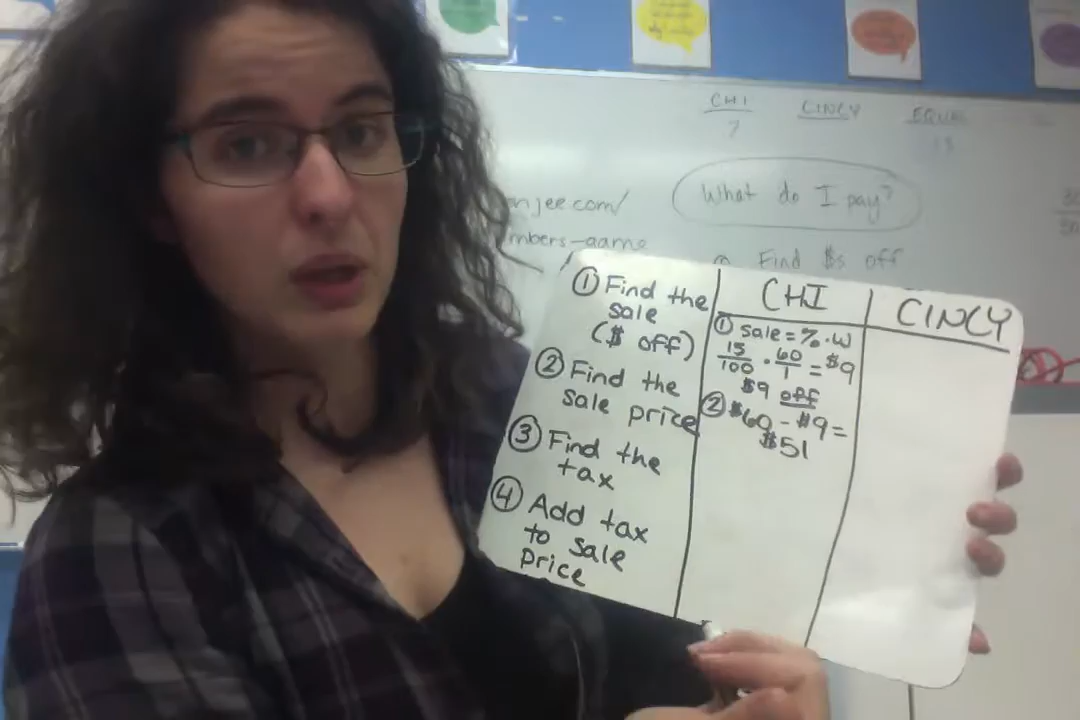 CHI CINCY EQUAL
7
What do I pay?
njee.com/
mbers-game
Find $s off
① Find the
sale
($ off)
② Find the
sale price
③ Find the
tax
④ Add tax
to sale
price
CHI
① sale = % · W
15/100 · 60/1 = $9
$9 off
② $60 - $9 =
$51
CINCY